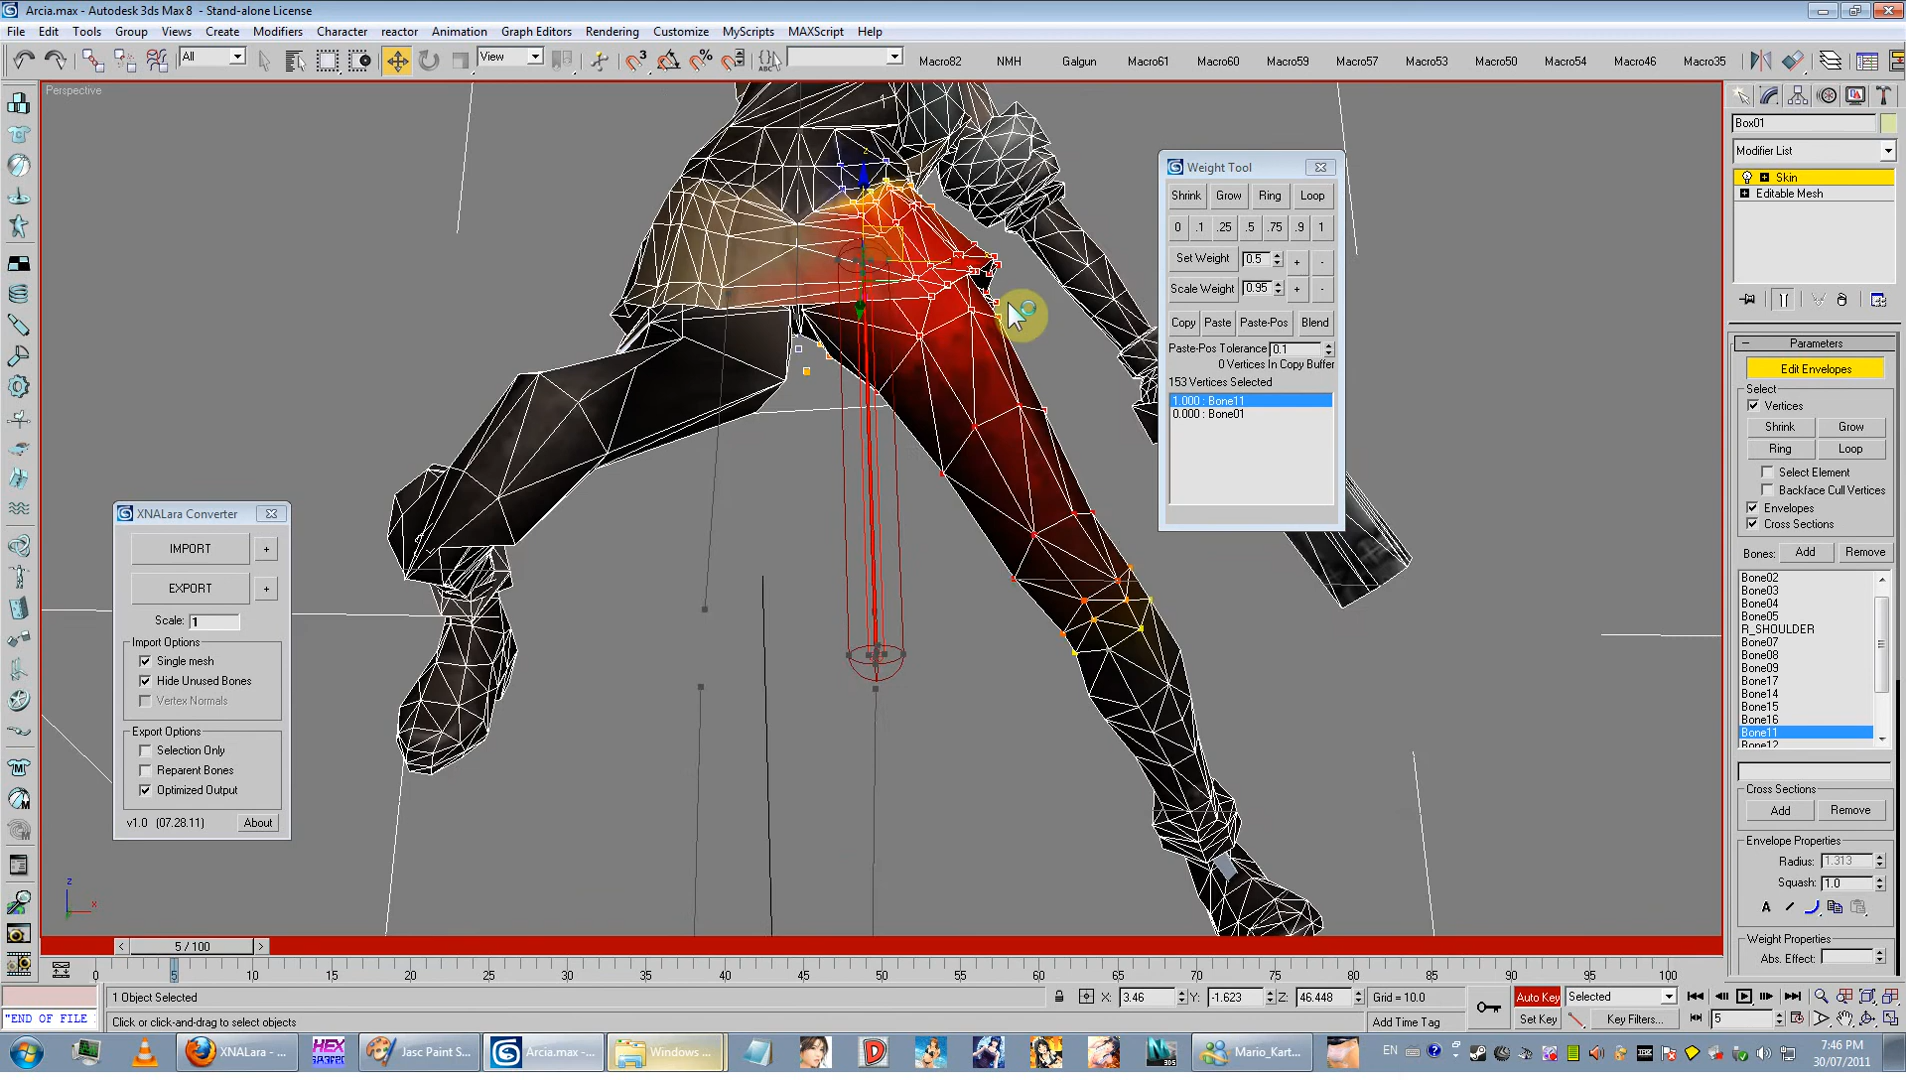 Arcia.max - Autodesk 3ds Max 8 - Stand-alone License
File Edit Tools Group Views Create Modifiers Character reactor Animation Graph Editors Rendering Customize MyScripts MAXScript Help
All View Macro82 NMH Galgun Macro61 Macro60 Macro59 Macro57 Macro53 Macro50 Macro54 Macro46 Macro35
Perspective
Box01
Modifier List
Skin
Editable Mesh
Weight Tool
Shrink Grow Ring Loop
0 .1 .25 .5 .75 .9 1
Set Weight 0.5 + -
Scale Weight 0.95 + -
Copy Paste Paste-Pos Blend
Paste-Pos Tolerance 0.1
0 Vertices In Copy Buffer
153 Vertices Selected
1.000 : Bone11
0.000 : Bone01
XNALara Converter
IMPORT +
EXPORT +
Scale: 1
Import Options
Single mesh
Hide Unused Bones
Vertex Normals
Export Options
Selection Only
Reparent Bones
Optimized Output
v1.0 (07.28.11) About
Parameters
Edit Envelopes
Select
Vertices
Shrink Grow
Ring Loop
Select Element
Backface Cull Vertices
Envelopes
Cross Sections
Bones: Add Remove
Bone02
Bone03
Bone04
Bone05
R_SHOULDER
Bone07
Bone08
Bone09
Bone17
Bone14
Bone15
Bone16
Bone11
Bone12
Cross Sections
Add Remove
Envelope Properties
Radius: 1.313
Squash: 1.0
Weight Properties
Abs. Effect:
z
x
5 / 100
0 5 10 15 20 25 30 35 40 45 50 55 60 65 70 75 80 85 90 95 100
1 Object Selected X: 3.46 Y: -1.623 Z: 46.448 Grid = 10.0 Auto Key Selected
"END OF FILE Click or click-and-drag to select objects Add Time Tag Set Key Key Filters... 5
XNALara - ... HEX Jasc Paint S... Arcia.max -... Windows ... Mario_Kart... EN 7:46 PM
30/07/2011